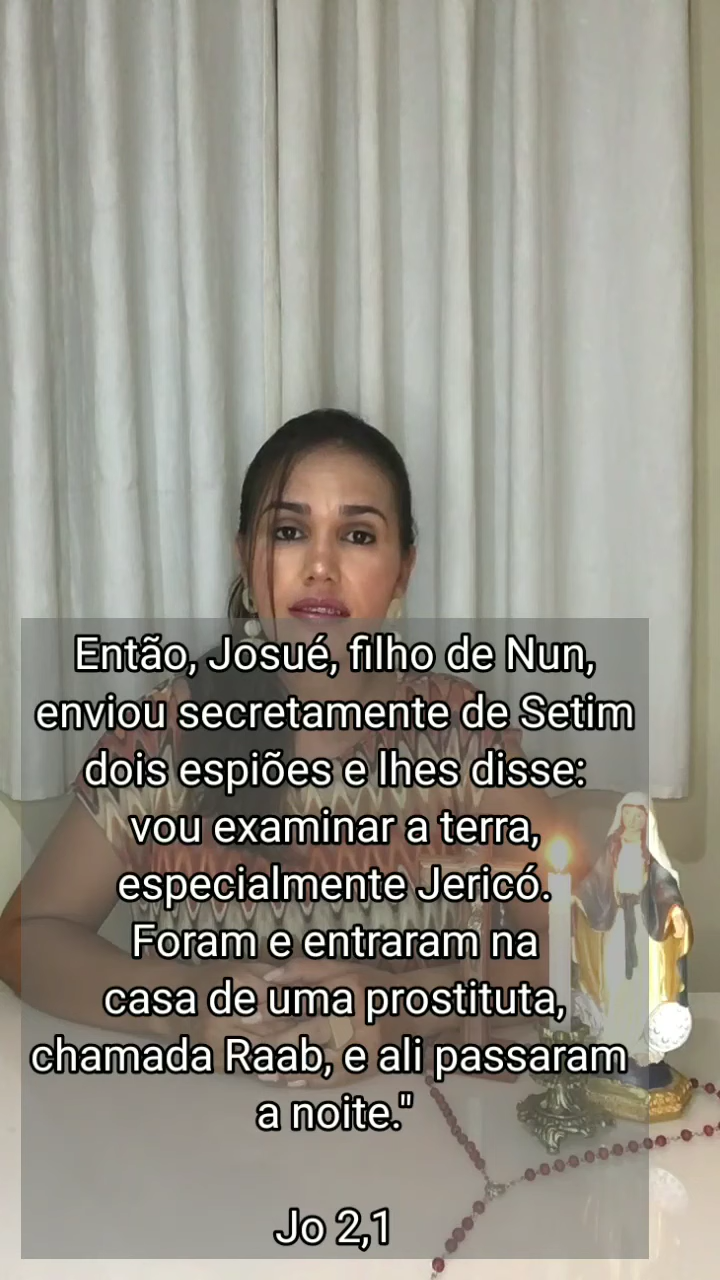 Então, Josué, filho de Nun,
enviou secretamente de Setim
dois espiões e lhes disse:
vou examinar a terra,
especialmente Jericó.
Foram e entraram na
casa de uma prostituta,
chamada Raab, e ali passaram
a noite."
Jo 2,1